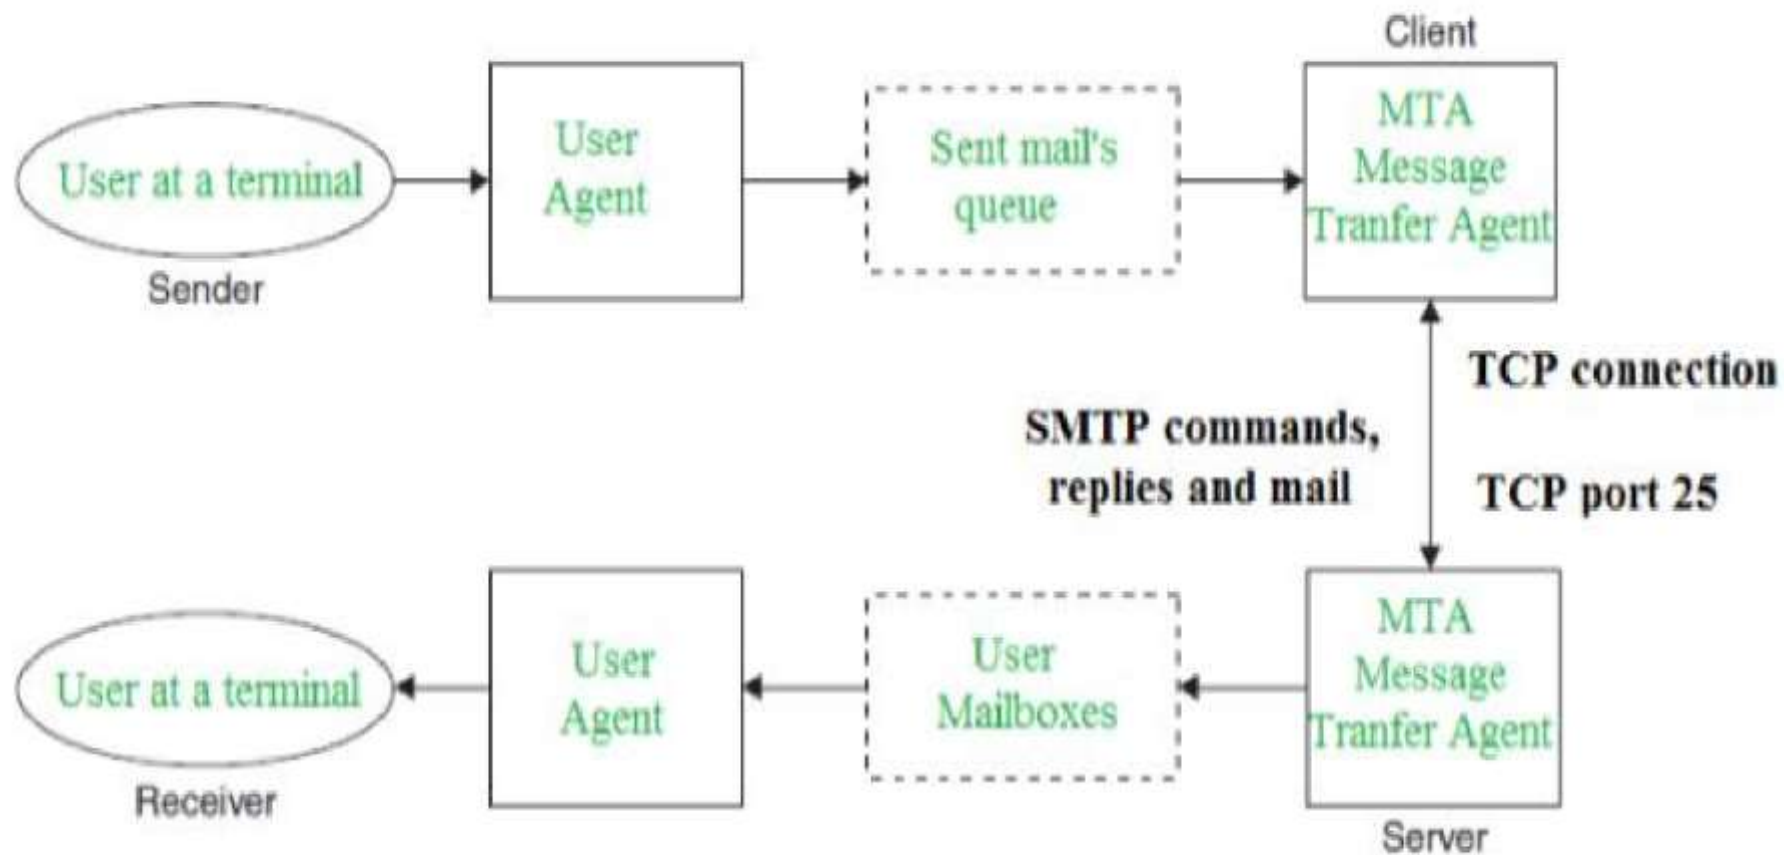 Client
User at a terminal
Sender
User
Agent
Sent mail's
queue
MTA
Message
Tranfer Agent
TCP connection
SMTP commands,
replies and mail
TCP port 25
User at a terminal
Receiver
User
Agent
User
Mailboxes
MTA
Message
Tranfer Agent
Server